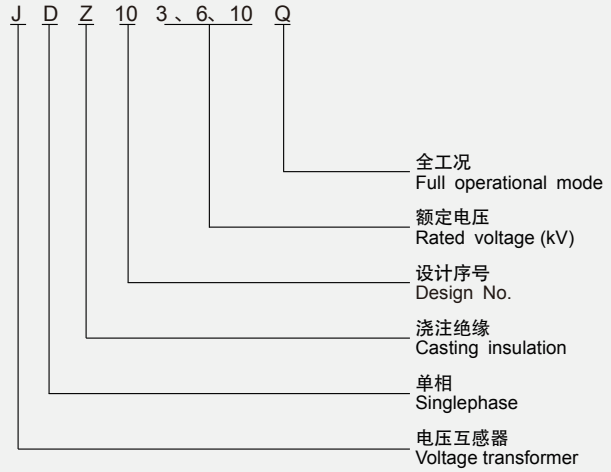 J D Z 10 3、6、10 Q
全工况
Full operational mode
额定电压
Rated voltage (kV)
设计序号
Design No.
浇注绝缘
Casting insulation
单相
Singlephase
电压互感器
Voltage transformer